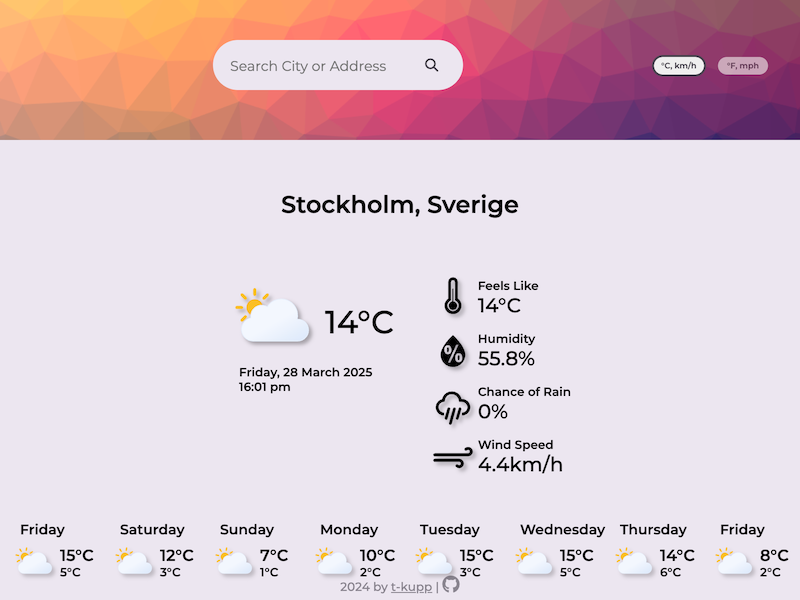 Search City or Address
°C, km/h
°F, mph
Stockholm, Sverige
14°C
Friday, 28 March 2025
16:01 pm
Feels Like
14°C
%
Humidity
55.8%
Chance of Rain
0%
Wind Speed
4.4km/h
Friday
15°C
5°C
Saturday
12°C
3°C
Sunday
7°C
1°C
Monday
10°C
2°C
Tuesday
15°C
3°C
Wednesday
15°C
5°C
Thursday
14°C
6°C
Friday
8°C
2°C
2024 by t-kupp |